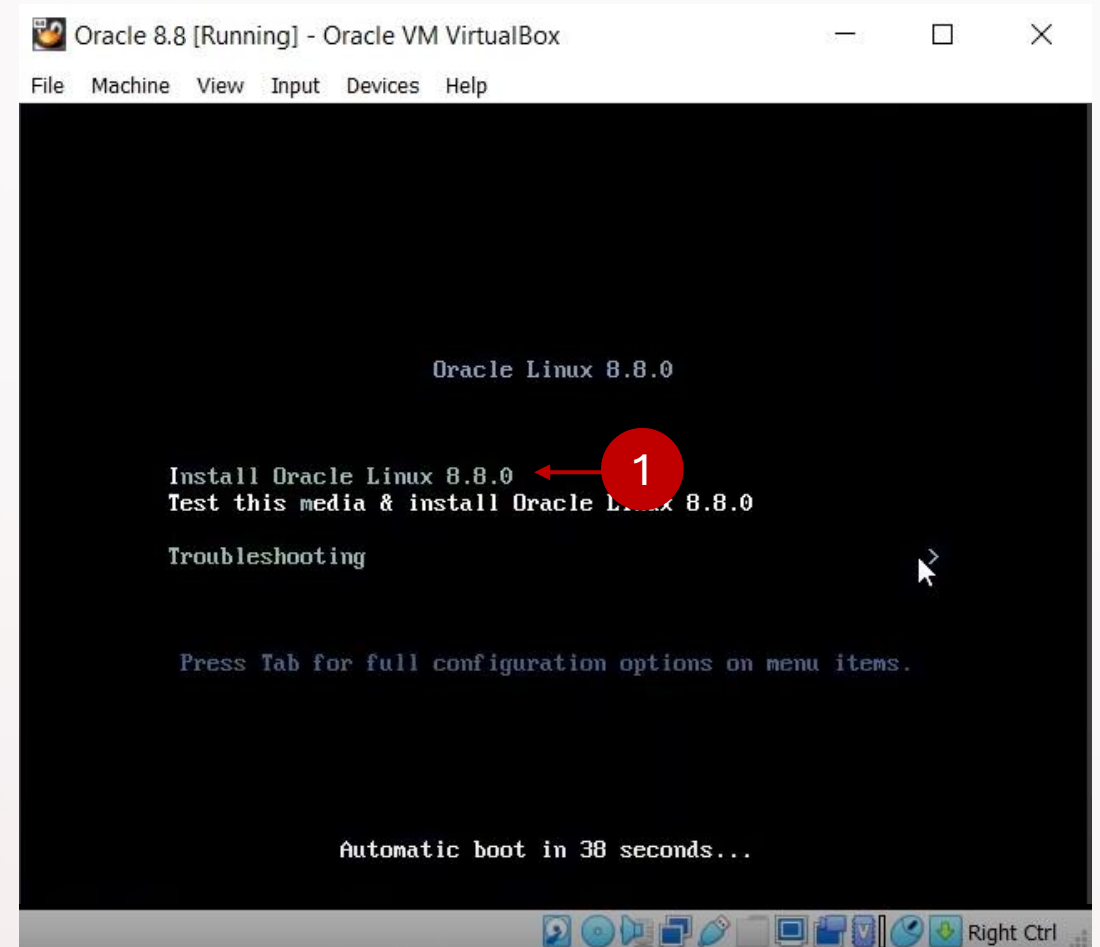 Oracle 8.8 [Running] - Oracle VM VirtualBox
File Machine View Input Devices Help
Oracle Linux 8.8.0
Install Oracle Linux 8.8.0
1
Test this media & install Oracle Linux 8.8.0
Troubleshooting >
Press Tab for full configuration options on menu items.
Automatic boot in 38 seconds...
Right Ctrl